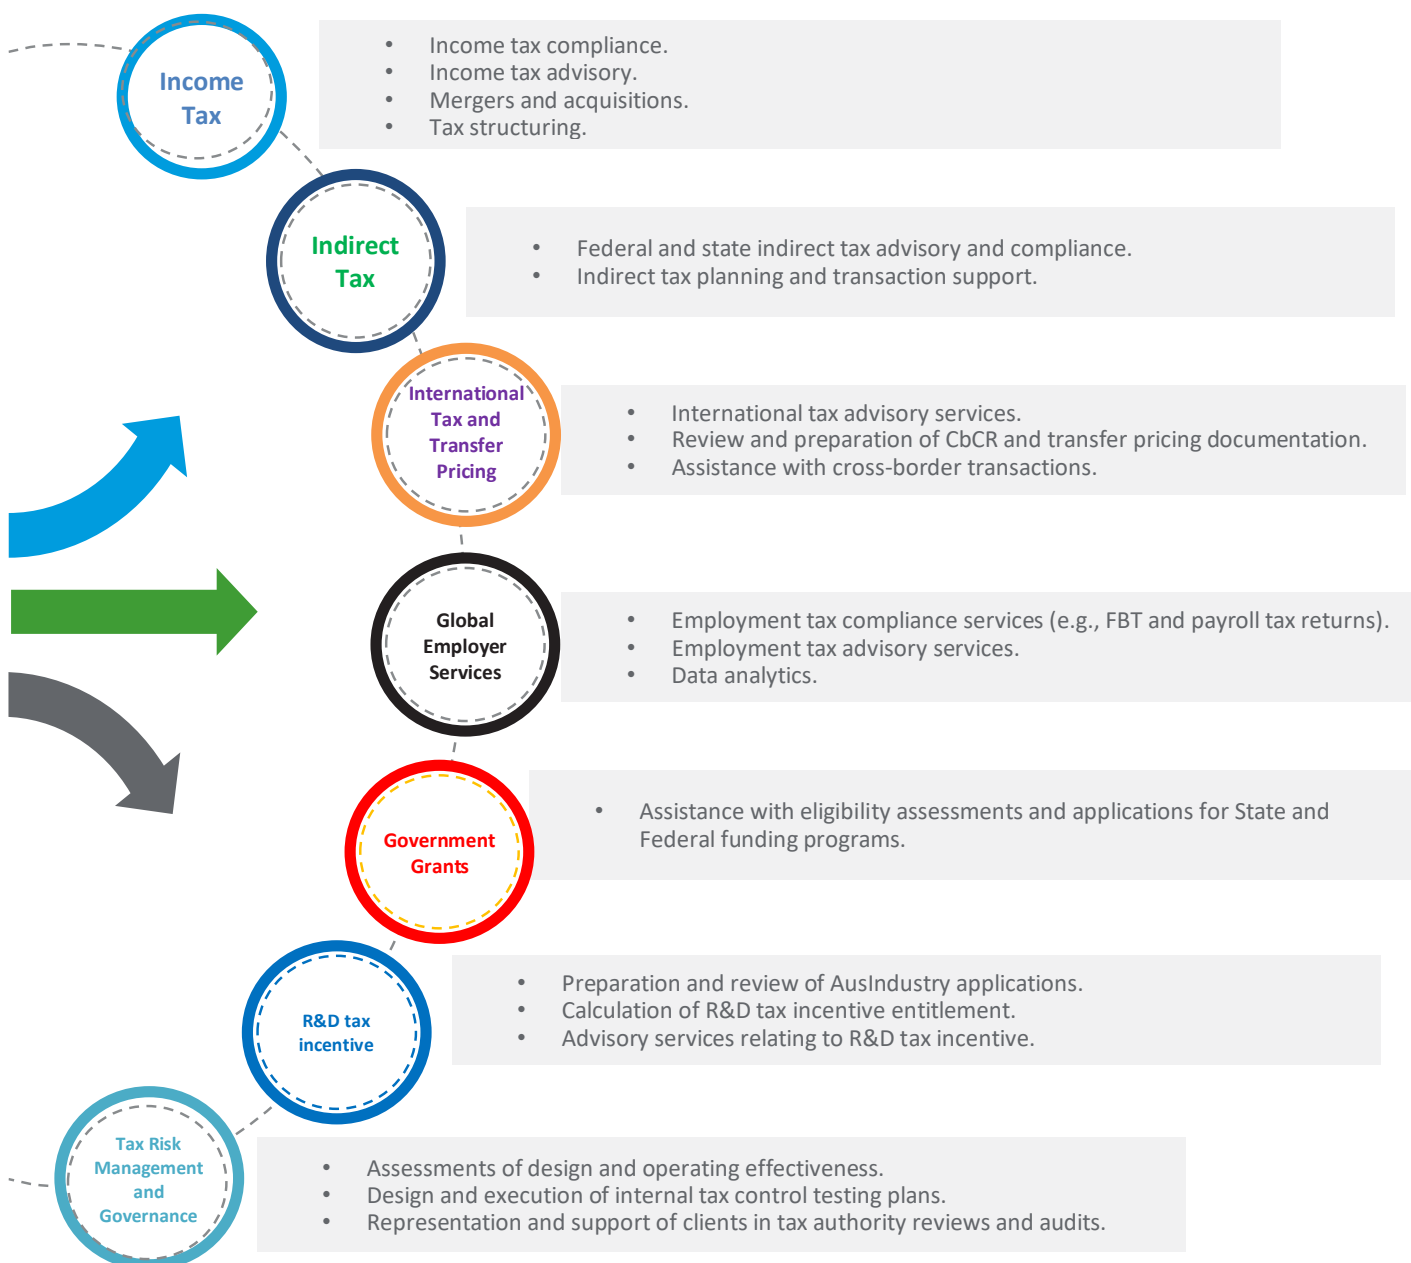 Income
Tax
• Income tax compliance.
• Income tax advisory.
• Mergers and acquisitions.
• Tax structuring.
Indirect
Tax
• Federal and state indirect tax advisory and compliance.
• Indirect tax planning and transaction support.
International
Tax and
Transfer
Pricing
• International tax advisory services.
• Review and preparation of CbCR and transfer pricing documentation.
• Assistance with cross-border transactions.
Global
Employer
Services
• Employment tax compliance services (e.g., FBT and payroll tax returns).
• Employment tax advisory services.
• Data analytics.
Government
Grants
• Assistance with eligibility assessments and applications for State and
Federal funding programs.
R&D tax
incentive
• Preparation and review of AusIndustry applications.
• Calculation of R&D tax incentive entitlement.
• Advisory services relating to R&D tax incentive.
Tax Risk
Management
and
Governance
• Assessments of design and operating effectiveness.
• Design and execution of internal tax control testing plans.
• Representation and support of clients in tax authority reviews and audits.